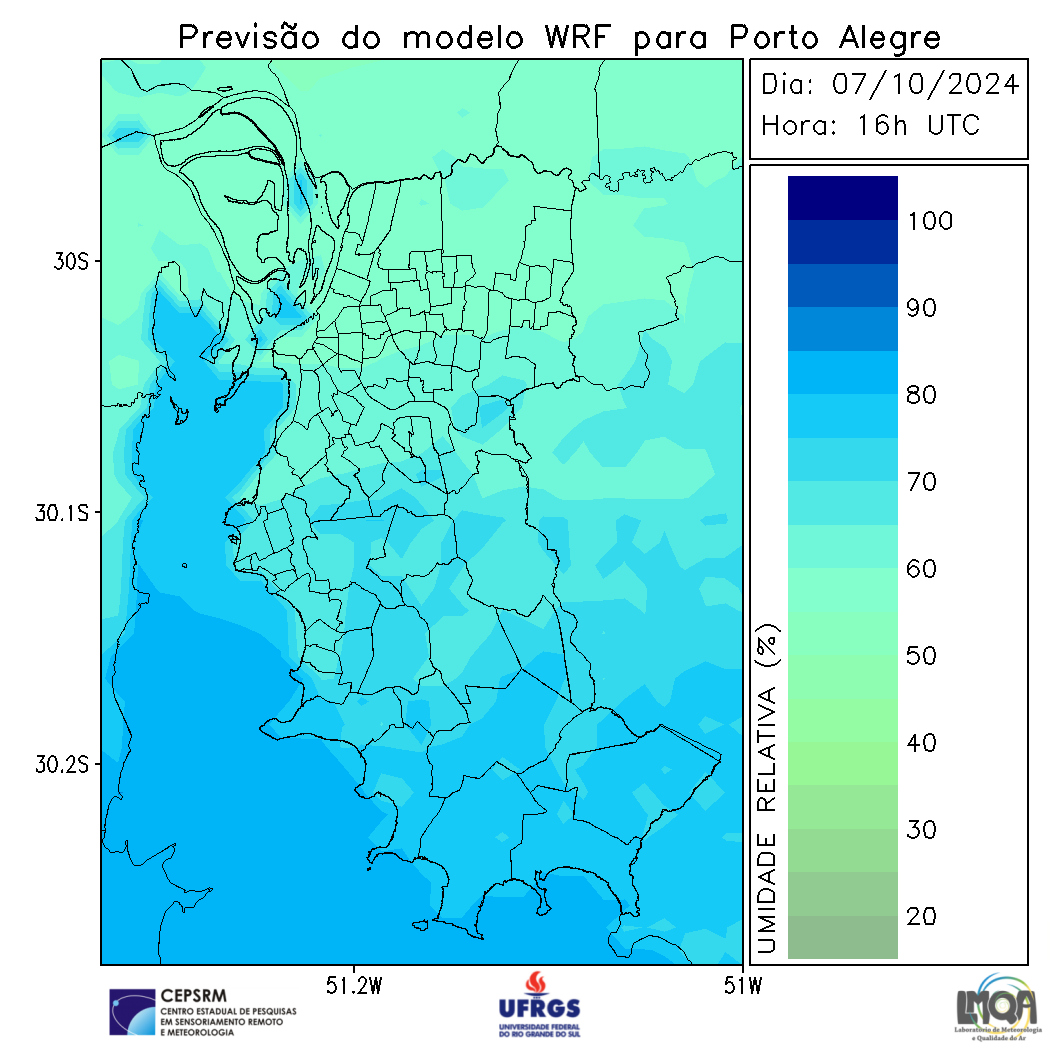 Previsão do modelo WRF para Porto Alegre
Dia: 07/10/2024
Hora: 16h UTC
100
90
80
70
60
50
40
30
20
UMIDADE RELATIVA (%)
30S
30.1S
30.2S
51.2W
51W
CEPSRM
CENTRO ESTADUAL DE PESQUISAS
EM SENSORIAMENTO REMOTO
E METEOROLOGIA
UFRGS
UNIVERSIDADE FEDERAL
DO RIO GRANDE DO SUL
LMQA
Laboratório de Meteorologia
e Qualidade do Ar